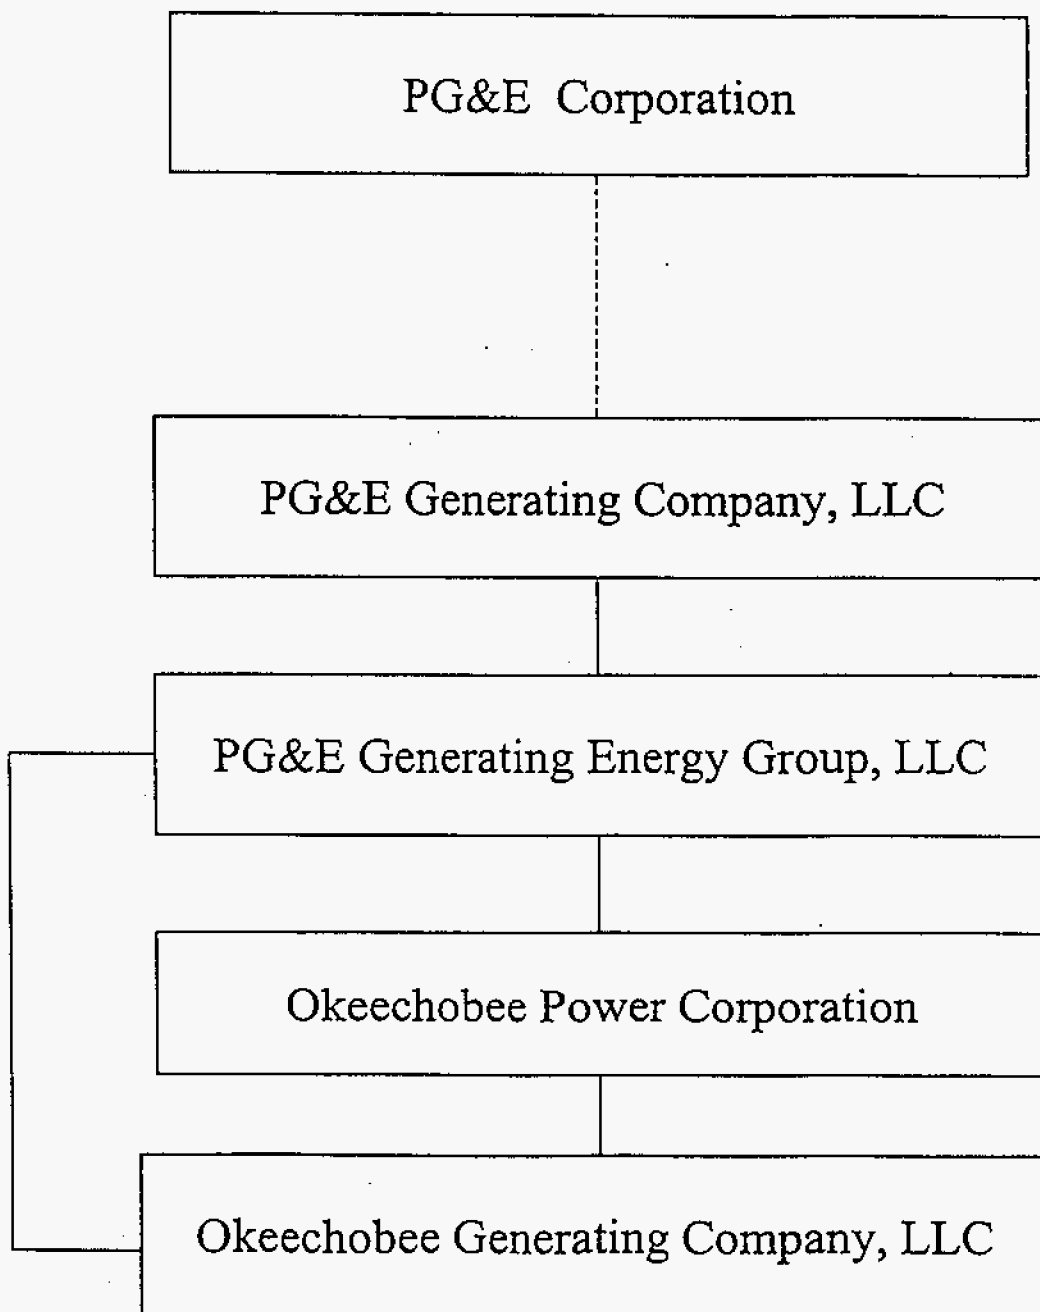 PG&E Corporation
PG&E Generating Company, LLC
PG&E Generating Energy Group, LLC
Okeechobee Power Corporation
Okeechobee Generating Company, LLC